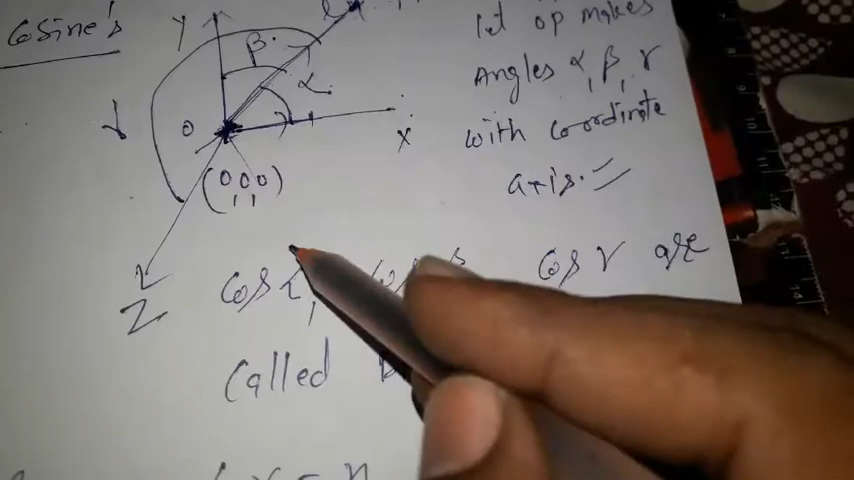 Cosine's
Y
β
α
O
X
(0,0,0)
Z
let op makes
Angles α, β, γ
with coordinate
axis.
Cos α, Cos γ are
Called